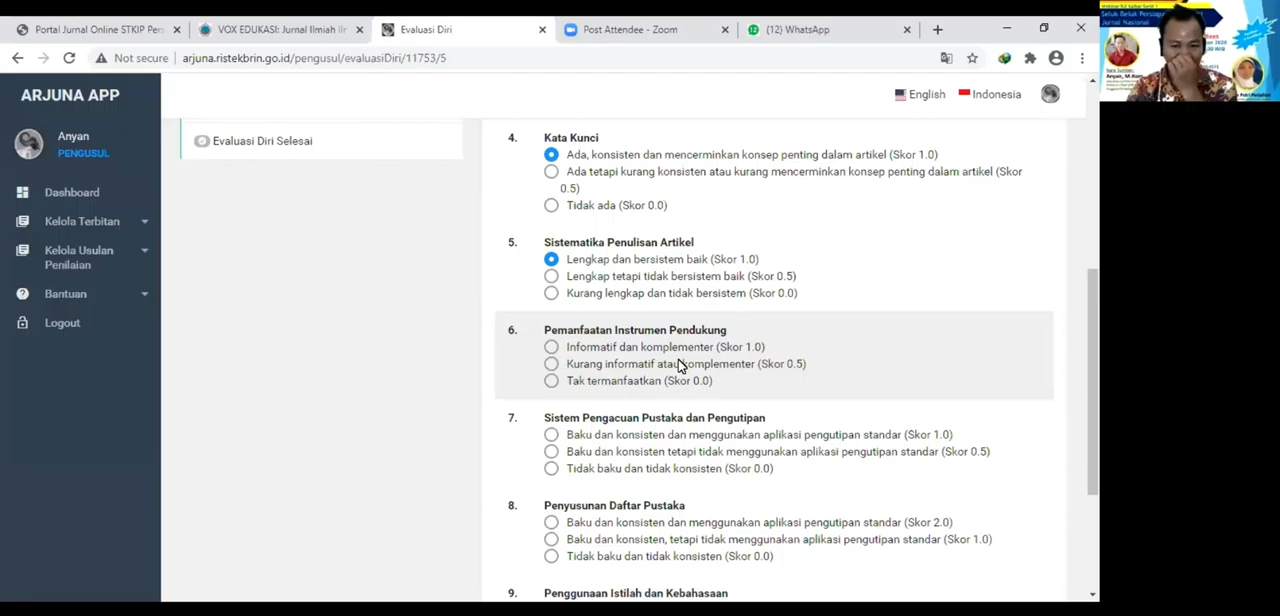 Portal Jurnal Online STKIP Per
VOX EDUKASI: Jurnal Ilmiah Ilr
Evaluasi Diri
Post Attendee - Zoom
(12) WhatsApp
Not secure
arjuna.ristekbrin.go.id/pengusul/evaluasiDiri/11753/5
ARJUNA APP
English
Indonesia
Anyan
PENGUSUL
Dashboard
Kelola Terbitan
Kelola Usulan
Penilaian
Bantuan
Logout
Evaluasi Diri Selesai
4. Kata Kunci
Ada, konsisten dan mencerminkan konsep penting dalam artikel (Skor 1.0)
Ada tetapi kurang konsisten atau kurang mencerminkan konsep penting dalam artikel (Skor
0.5)
Tidak ada (Skor 0.0)
5. Sistematika Penulisan Artikel
Lengkap dan bersistem baik (Skor 1.0)
Lengkap tetapi tidak bersistem baik (Skor 0.5)
Kurang lengkap dan tidak bersistem (Skor 0.0)
6. Pemanfaatan Instrumen Pendukung
Informatif dan komplementer (Skor 1.0)
Kurang informatif atau komplementer (Skor 0.5)
Tak termanfaatkan (Skor 0.0)
7. Sistem Pengacuan Pustaka dan Pengutipan
Baku dan konsisten dan menggunakan aplikasi pengutipan standar (Skor 1.0)
Baku dan konsisten tetapi tidak menggunakan aplikasi pengutipan standar (Skor 0.5)
Tidak baku dan tidak konsisten (Skor 0.0)
8. Penyusunan Daftar Pustaka
Baku dan konsisten dan menggunakan aplikasi pengutipan standar (Skor 2.0)
Baku dan konsisten, tetapi tidak menggunakan aplikasi pengutipan standar (Skor 1.0)
Tidak baku dan tidak konsisten (Skor 0.0)
9. Penggunaan Istilah dan Kebahasaan
Seluk Beluk
Jurnal Nasional